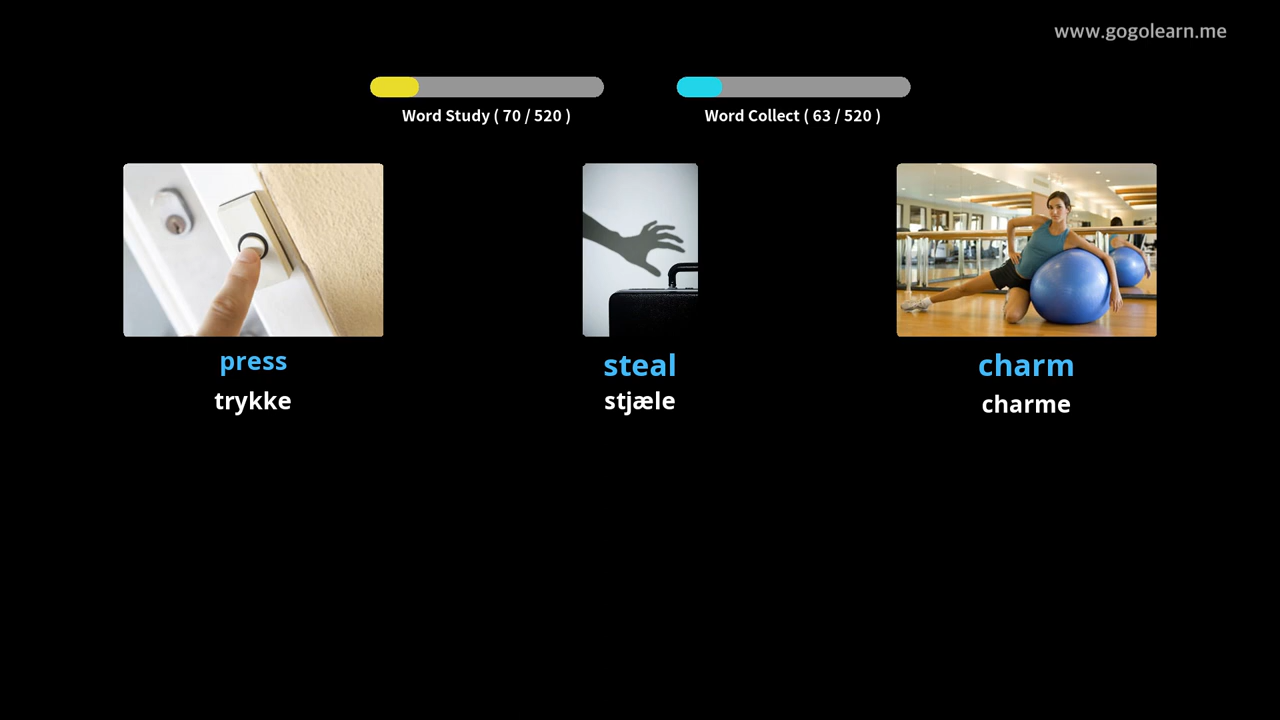 www.gogolearn.me
Word Study ( 70 / 520 )
Word Collect ( 63 / 520 )
press
trykke
steal
stjæle
charm
charme